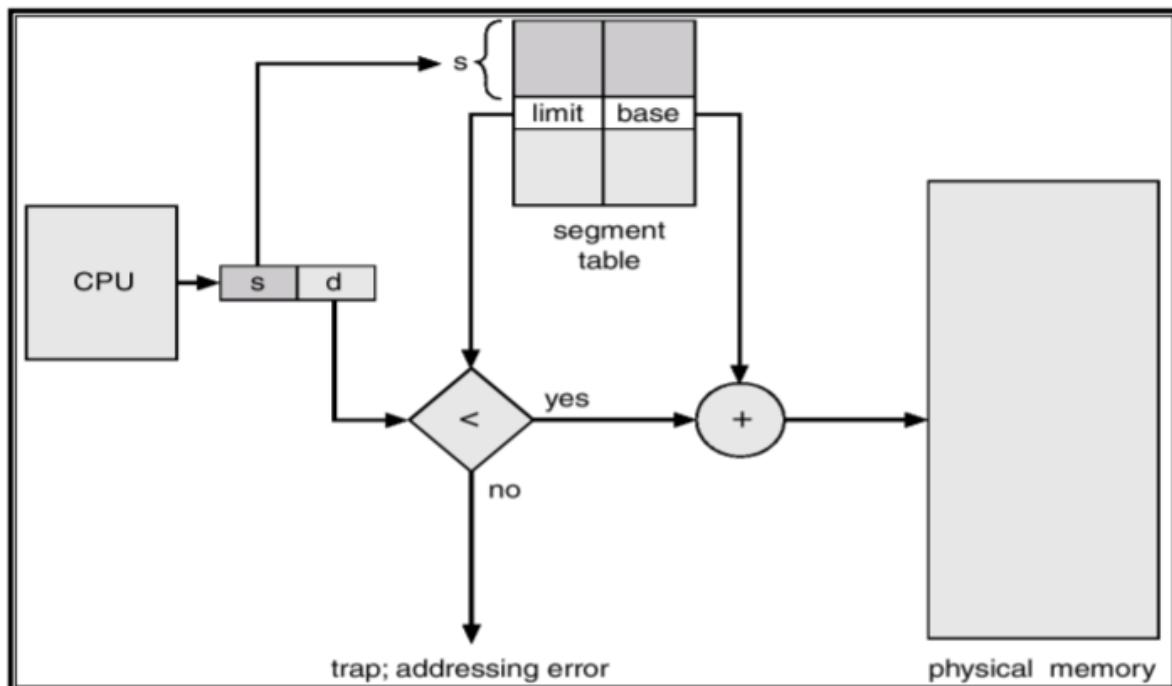 s
limit base
segment
table
CPU
s d
<
yes
+
no
trap; addressing error
physical memory